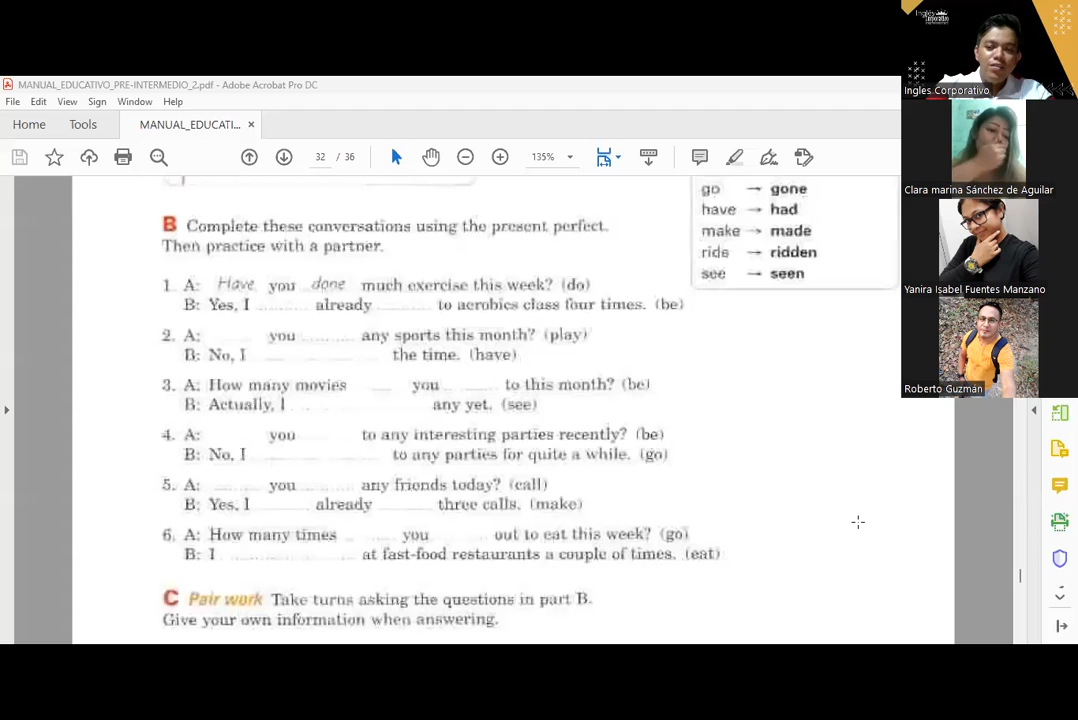 Inglés
Corporativo
Ingles Corporativo
MANUAL_EDUCATIVO_PRE-INTERMEDIO_2.pdf - Adobe Acrobat Pro DC
File Edit View Sign Window Help
Home Tools MANUAL_EDUCATI... ×
32 / 36 135%
Clara marina Sánchez de Aguilar
go → gone
have → had
make → made
ride → ridden
see → seen
Yanira Isabel Fuentes Manzano
Roberto Guzmán
B Complete these conversations using the present perfect.
Then practice with a partner.
1. A: Have you done much exercise this week? (do)
B: Yes, I ........ already ........ to aerobics class four times. (be)
2. A: ........ you ........ any sports this month? (play)
B: No, I ........ the time. (have)
3. A: How many movies ........ you ........ to this month? (be)
B: Actually, I ........ any yet. (see)
4. A: ........ you ........ to any interesting parties recently? (be)
B: No, I ........ to any parties for quite a while. (go)
5. A: ........ you ........ any friends today? (call)
B: Yes, I ........ already ........ three calls. (make)
6. A: How many times ........ you ........ out to eat this week? (go)
B: I ........ at fast-food restaurants a couple of times. (eat)
C Pair work Take turns asking the questions in part B.
Give your own information when answering.